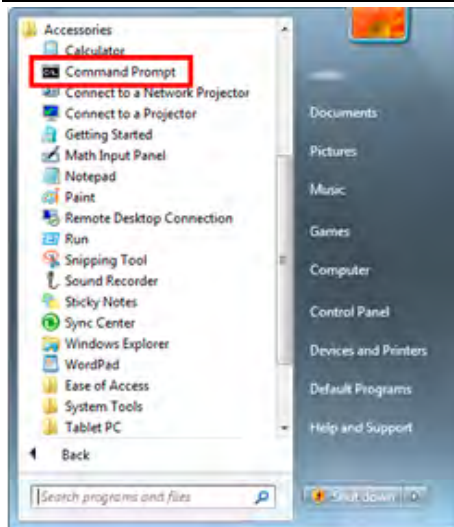 Accessories
Calculator
Command Prompt
Connect to a Network Projector
Connect to a Projector
Getting Started
Math Input Panel
Notepad
Paint
Remote Desktop Connection
Run
Snipping Tool
Sound Recorder
Sticky Notes
Sync Center
Windows Explorer
WordPad
Ease of Access
System Tools
Tablet PC
Back
Search programs and files
Documents
Pictures
Music
Games
Computer
Control Panel
Devices and Printers
Default Programs
Help and Support
Shut down